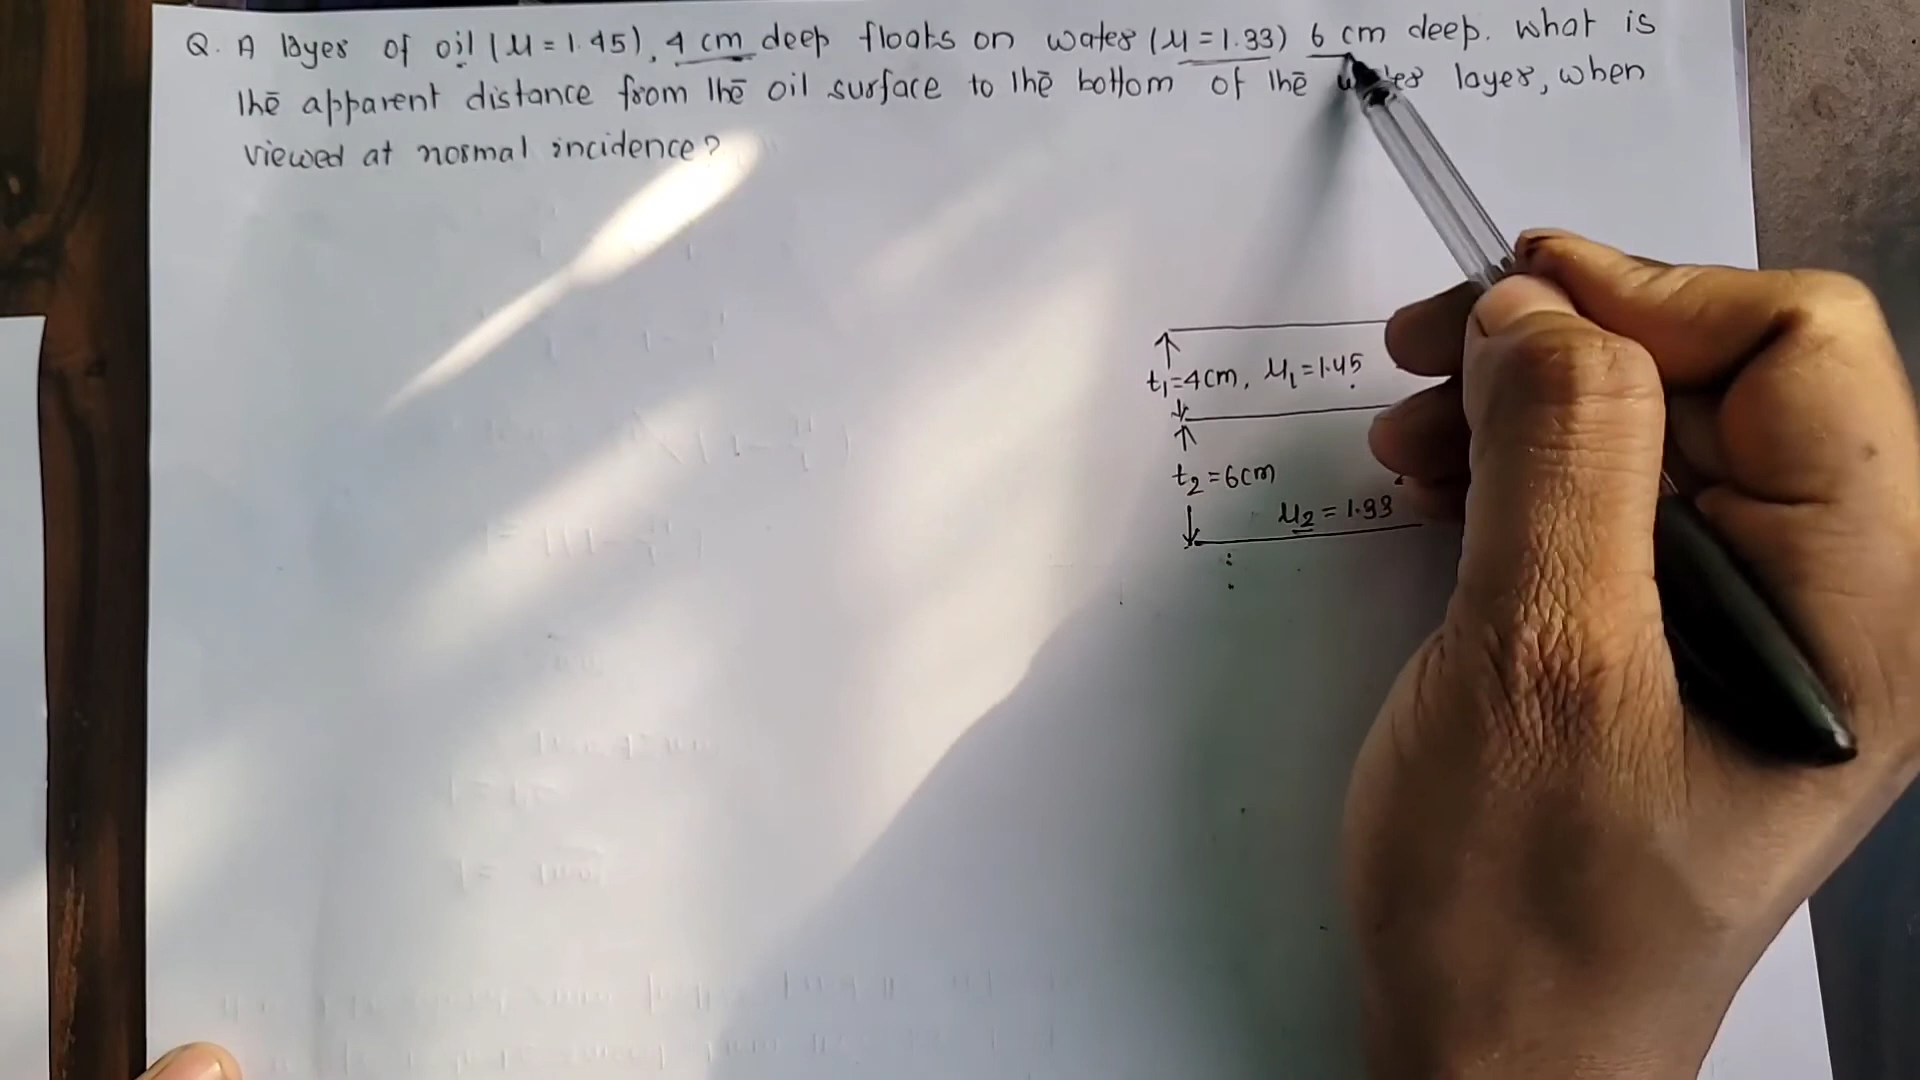 Q. A layer of oil (μ = 1.45), 4 cm deep floats on water (μ = 1.33) 6 cm deep. what is
the apparent distance from the oil surface to the bottom of the layer, when
viewed at normal incidence?
t₁=4cm, μ₁=1.45
t₂=6cm
μ₂ = 1.33